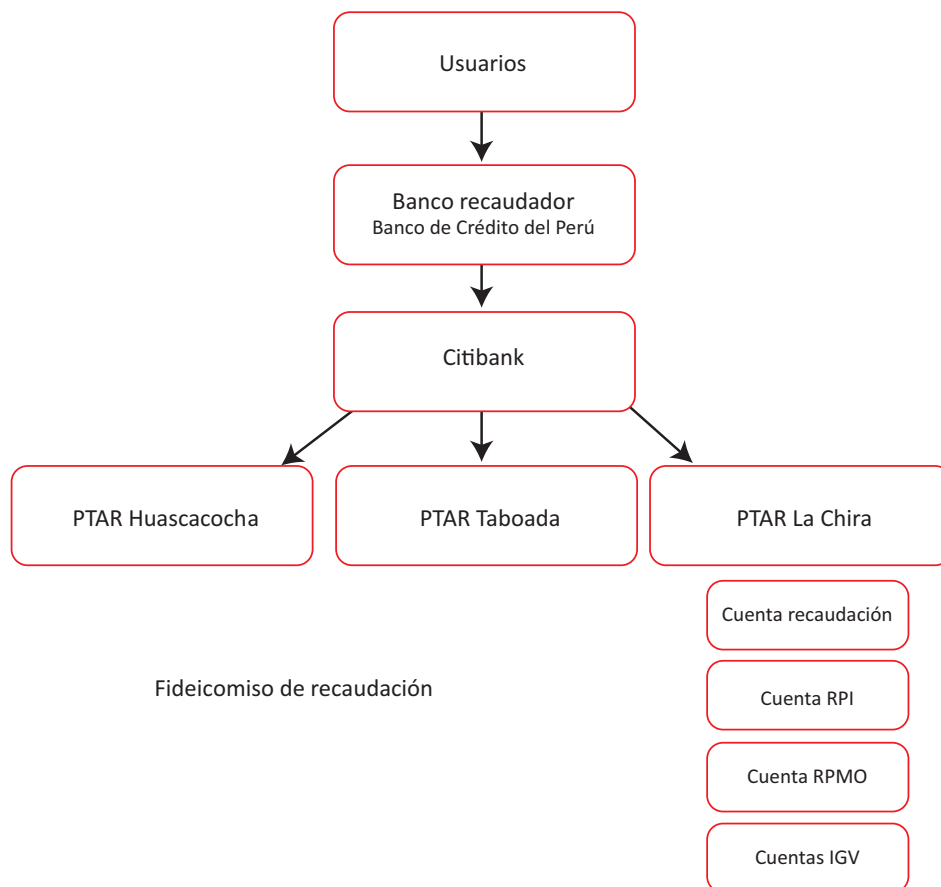 Usuarios
Banco recaudador
Banco de Crédito del Perú
Citibank
PTAR Huascacocha
PTAR Taboada
PTAR La Chira
Cuenta recaudación
Fideicomiso de recaudación
Cuenta RPI
Cuenta RPMO
Cuentas IGV